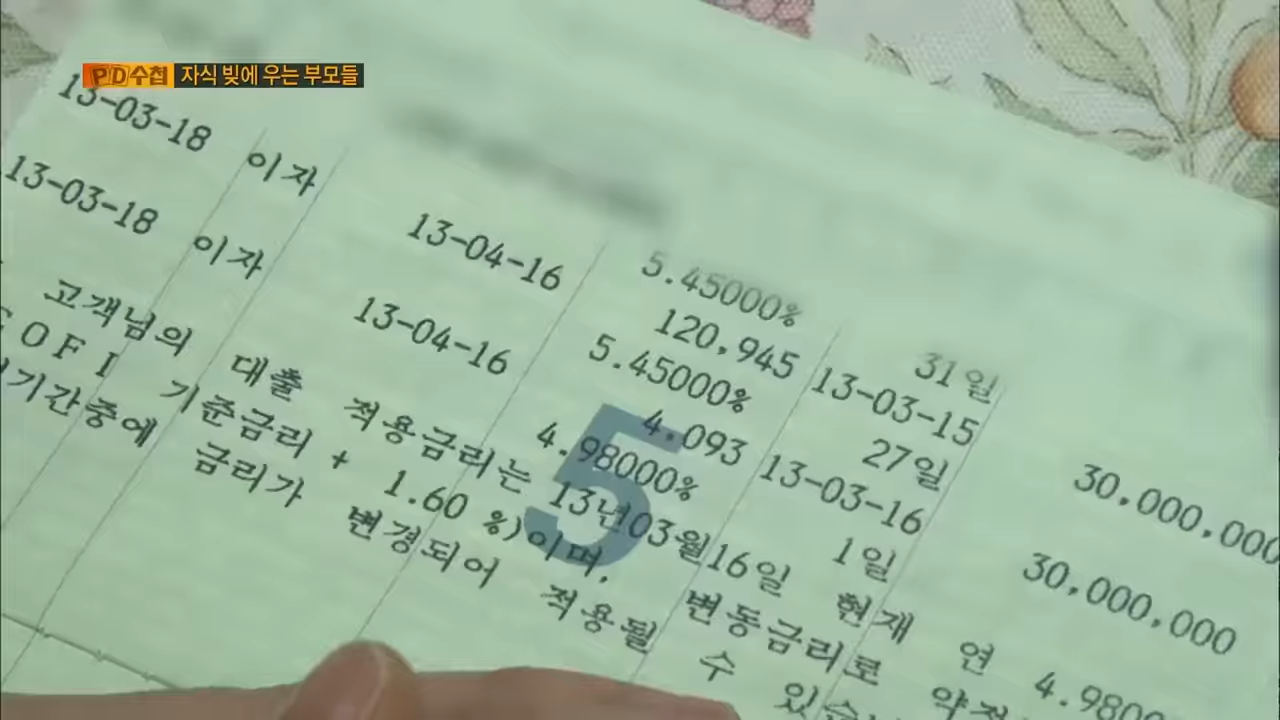 PD수첩 자식 빚에 우는 부모들
13-03-18 이자 13-04-16 5.45000% 31일
120,945 13-03-15 30,000,000
13-03-18 이자 13-04-16 5.45000% 27일
4,093 13-03-16 30,000,000
4.98000% 1일
고객님의 대출 적용금리는 13년03월16일 현재 연 4.9800
COFI 기준금리 + 1.60 %)이며, 변동금리로
기간중에 금리가 변경되어 적용될 수
5